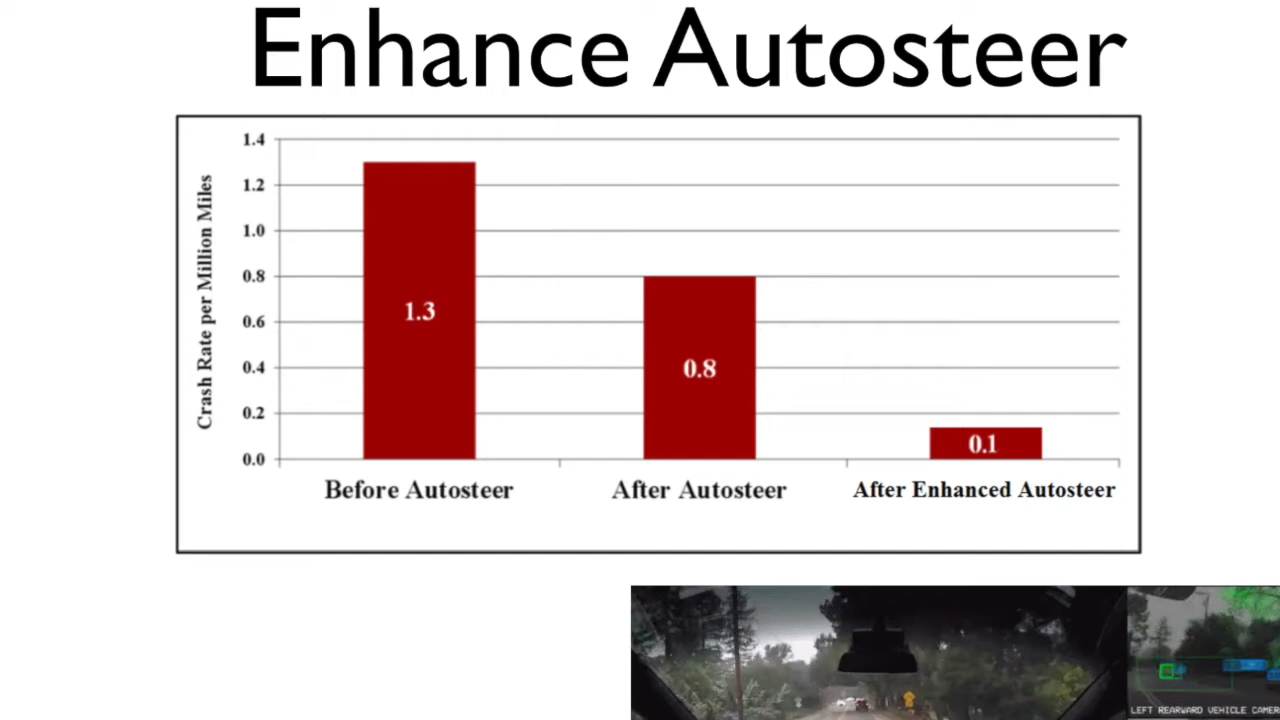 Enhance Autosteer
Crash Rate per Million Miles
1.4
1.2
1.0
0.8
0.6
0.4
0.2
0.0
1.3
0.8
0.1
Before Autosteer
After Autosteer
After Enhanced Autosteer
LEFT REARWARD VEHICLE CAMER